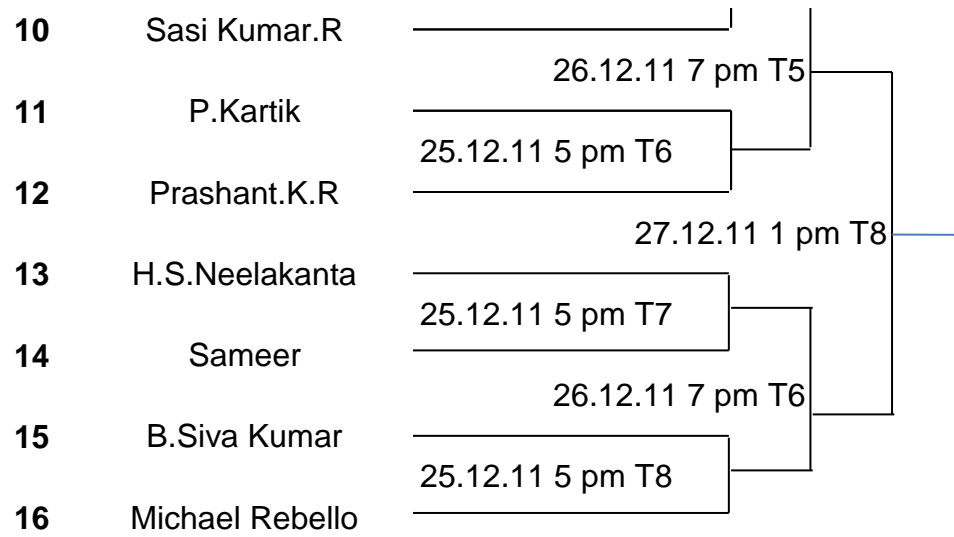 10 Sasi Kumar.R
26.12.11 7 pm T5
11 P.Kartik
25.12.11 5 pm T6
12 Prashant.K.R
27.12.11 1 pm T8
13 H.S.Neelakanta
25.12.11 5 pm T7
14 Sameer
26.12.11 7 pm T6
15 B.Siva Kumar
25.12.11 5 pm T8
16 Michael Rebello